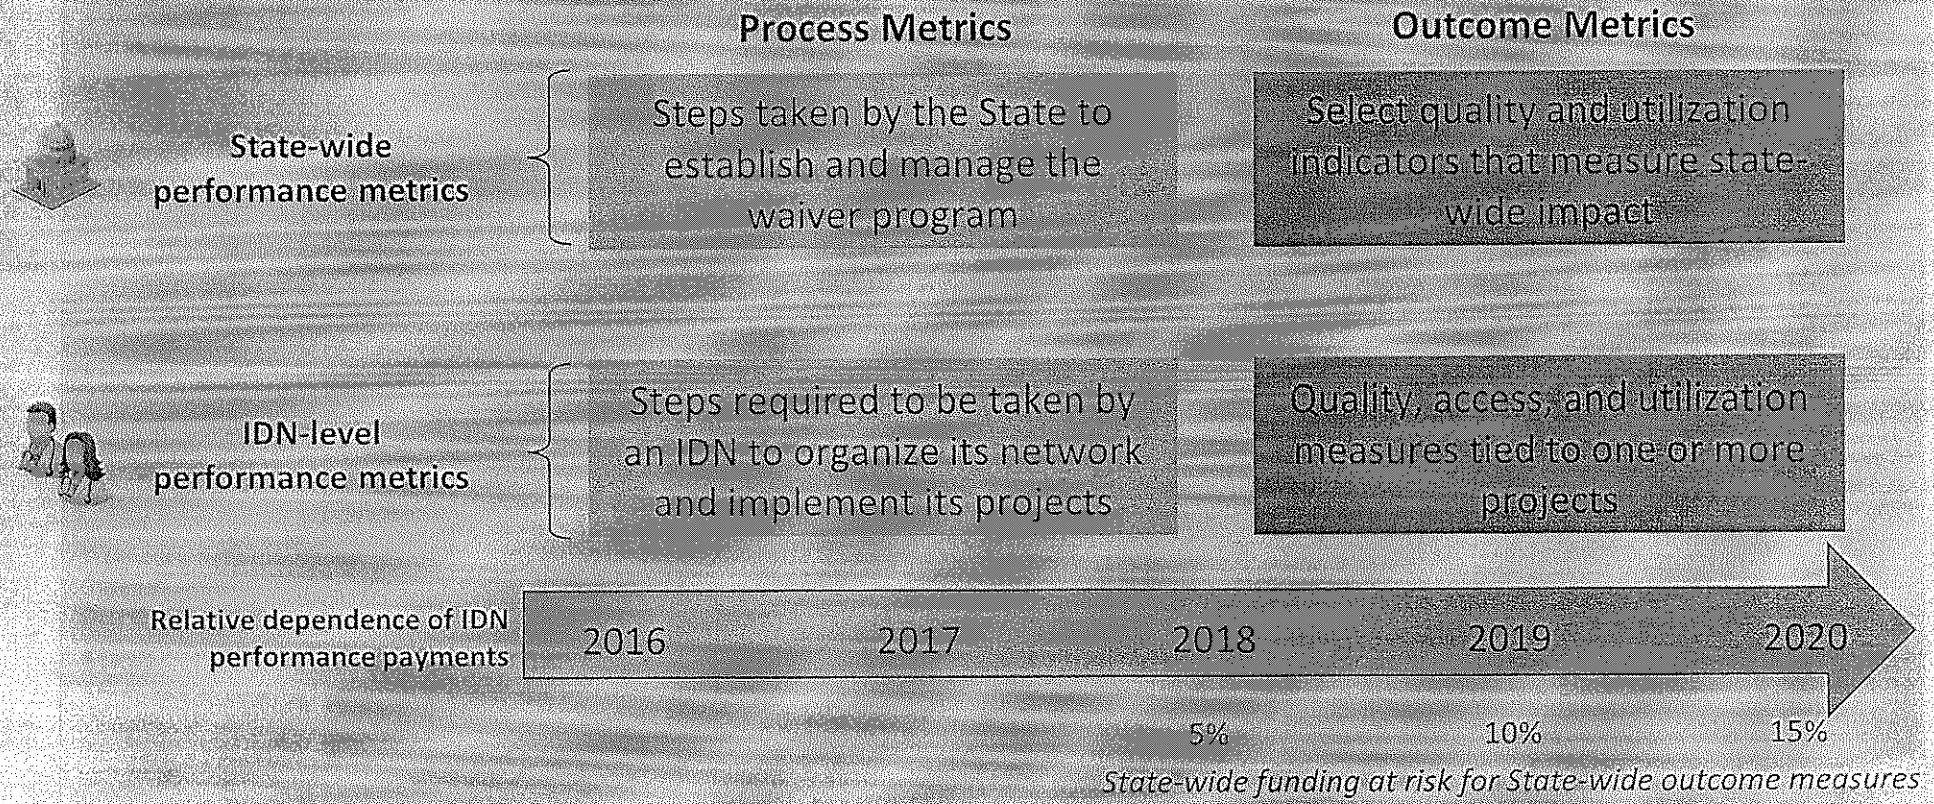 Process Metrics
Outcome Metrics
State-wide
performance metrics
Steps taken by the State to
establish and manage the
waiver program
Select quality and utilization
indicators that measure state-
wide impact
IDN-level
performance metrics
Steps required to be taken by
an IDN to organize its network
and implement its projects
Quality, access, and utilization
measures tied to one or more
projects
Relative dependence of IDN
performance payments
2016 2017 2018 2019 2020
5% 10% 15%
State-wide funding at risk for State-wide outcome measures